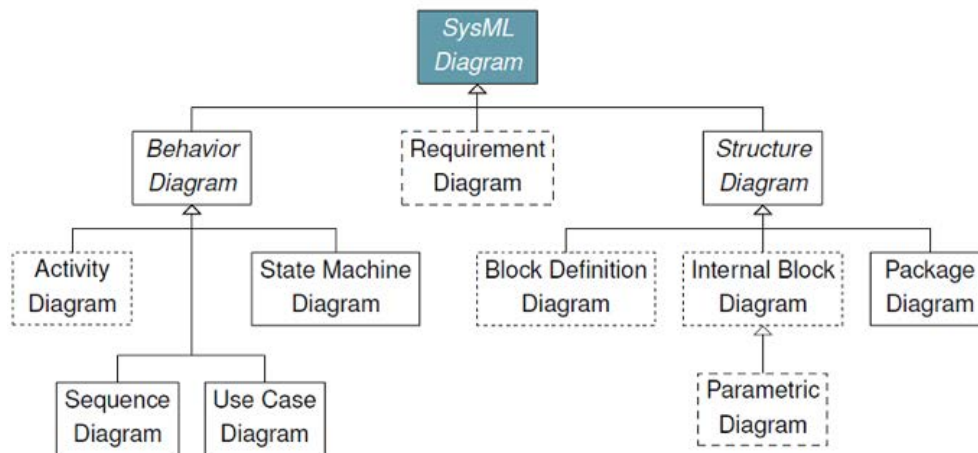 SysML
Diagram
Behavior
Diagram
Requirement
Diagram
Structure
Diagram
Activity
Diagram
State Machine
Diagram
Block Definition
Diagram
Internal Block
Diagram
Package
Diagram
Sequence
Diagram
Use Case
Diagram
Parametric
Diagram